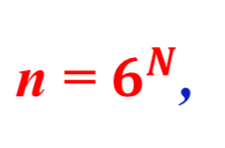 n = 6^N,